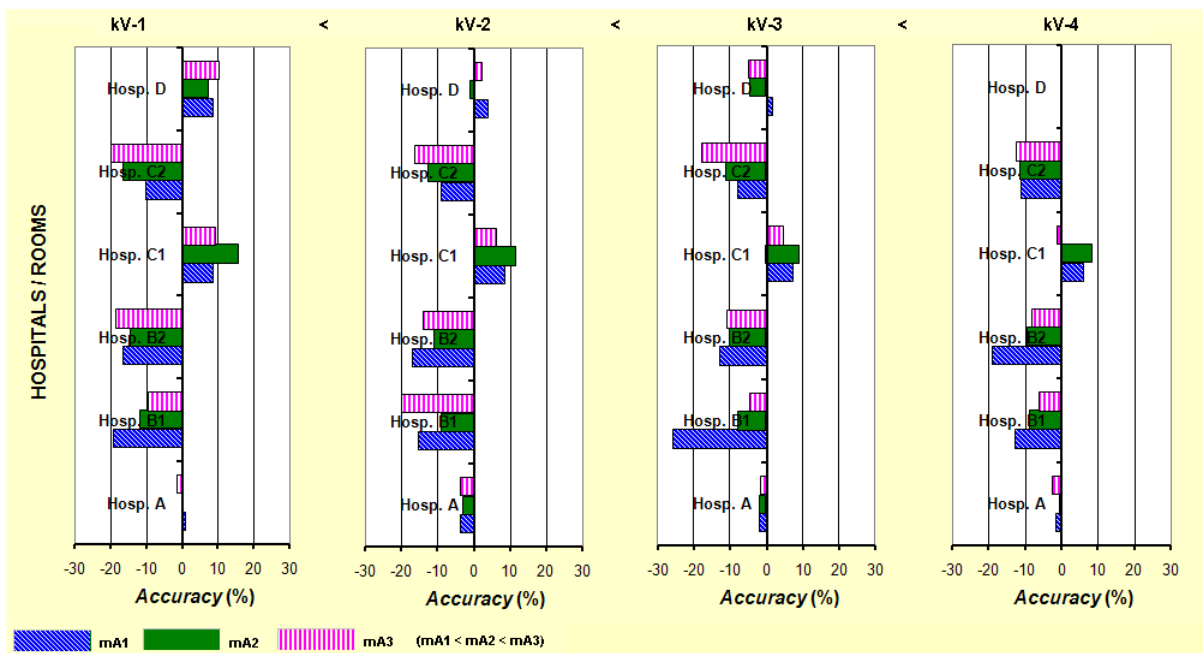 kV-1 < kV-2 < kV-3 < kV-4
HOSPITALS / ROOMS
Hosp. D Hosp. D Hosp. D Hosp. D
Hosp. C2 Hosp. C2 Hosp. C2 Hosp. C2
Hosp. C1 Hosp. C1 Hosp. C1 Hosp. C1
Hosp. B2 Hosp. B2 Hosp. B2 Hosp. B2
Hosp. B1 Hosp. B1 Hosp. B1 Hosp. B1
Hosp. A Hosp. A Hosp. A Hosp. A
-30 -20 -10 0 10 20 30 -30 -20 -10 0 10 20 30 -30 -20 -10 0 10 20 30 -30 -20 -10 0 10 20 30
Accuracy (%) Accuracy (%) Accuracy (%) Accuracy (%)
mA1 mA2 mA3 (mA1 < mA2 < mA3)